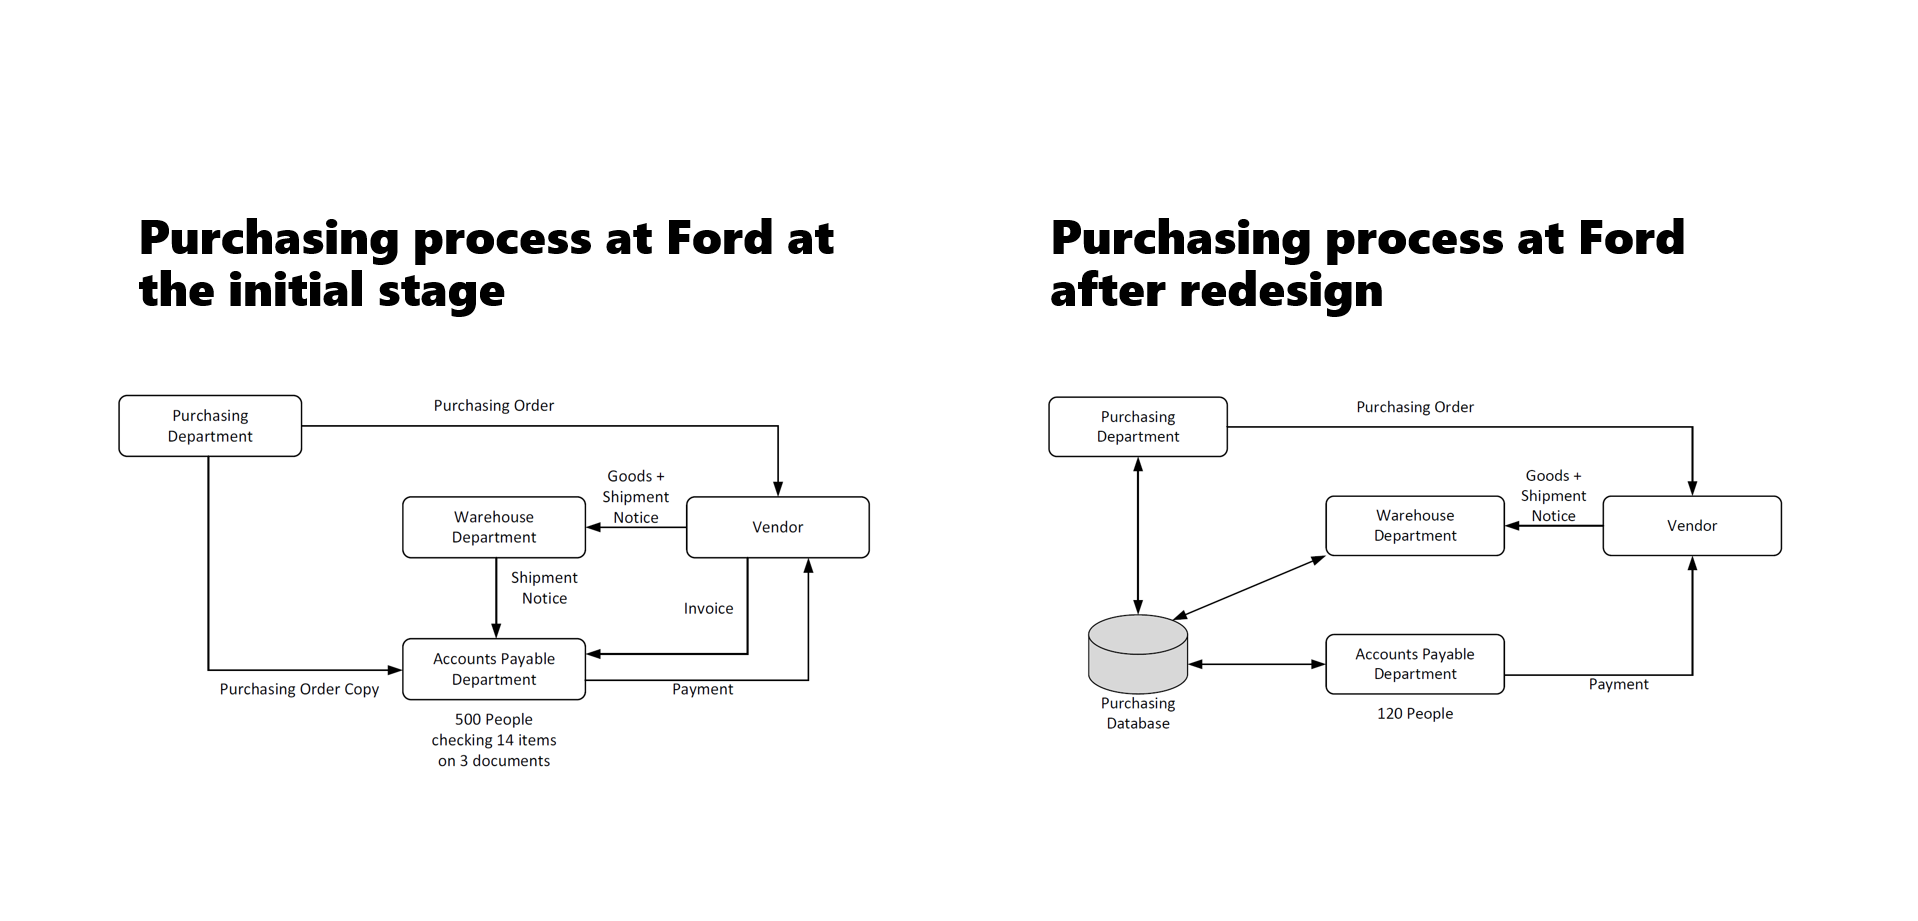 Purchasing process at Ford at
the initial stage
Purchasing
Department
Purchasing Order
Goods +
Shipment
Notice
Warehouse
Department
Vendor
Shipment
Notice
Invoice
Accounts Payable
Department
Purchasing Order Copy
Payment
500 People
checking 14 items
on 3 documents
Purchasing process at Ford
after redesign
Purchasing
Department
Purchasing Order
Goods +
Shipment
Notice
Warehouse
Department
Vendor
Accounts Payable
Department
Payment
Purchasing
Database
120 People